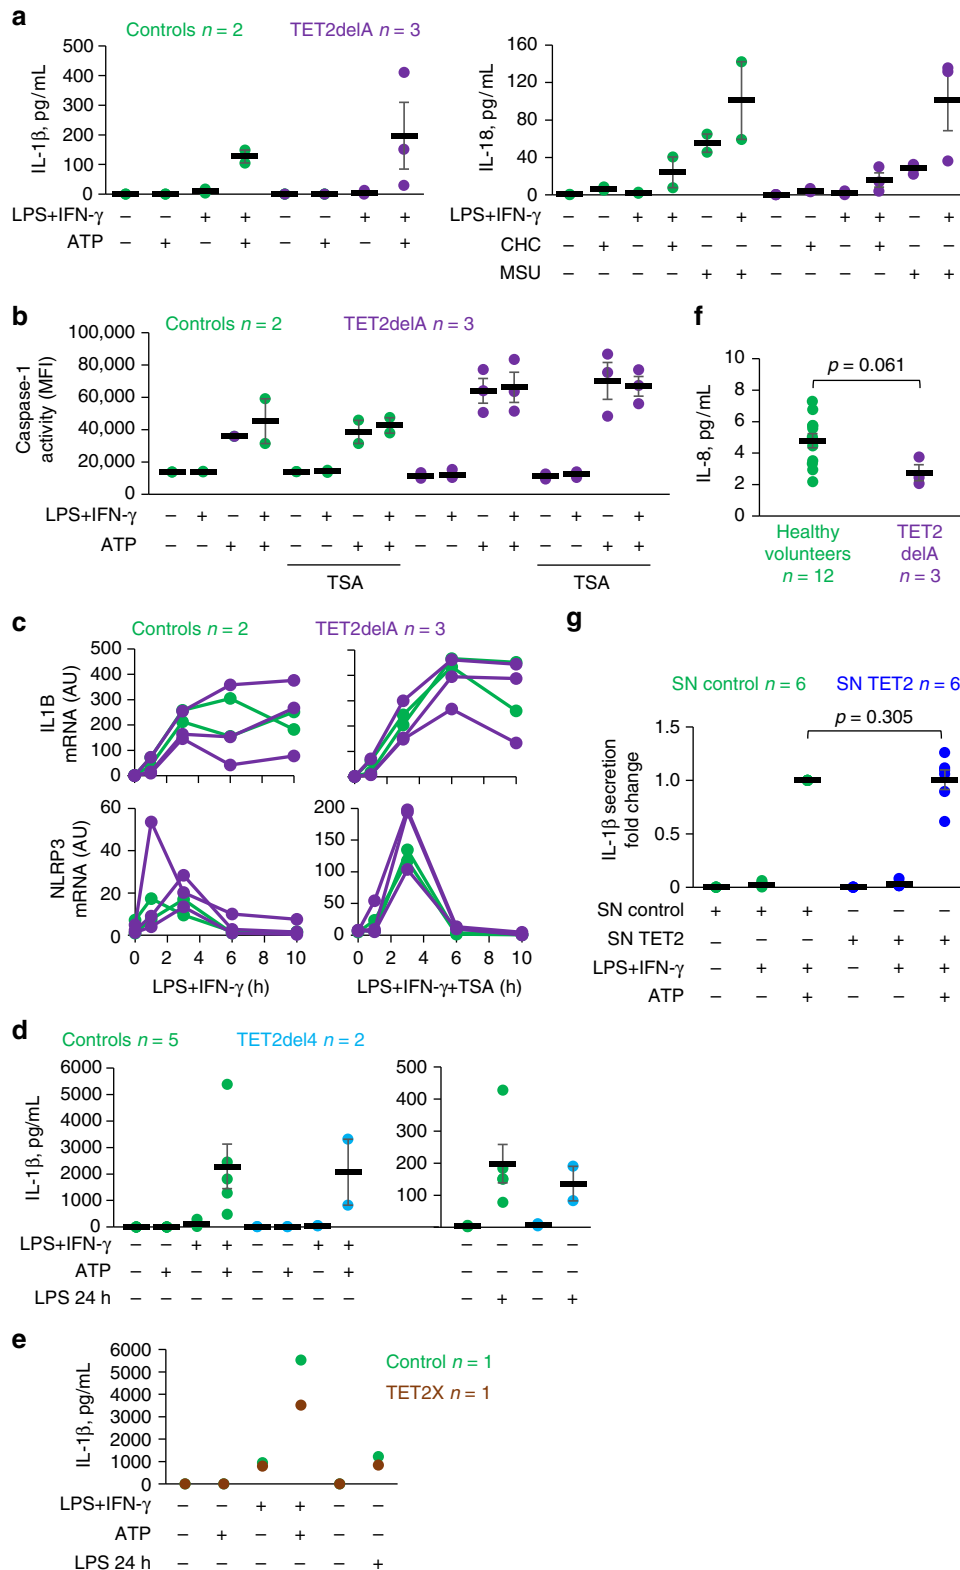 a
Controls n = 2
TET2delA n = 3
IL-1β, pg/mL
500
400
300
200
100
0
LPS+IFN-γ – – + + – – + +
ATP – + – + – + – +
IL-18, pg/mL
160
120
80
40
0
LPS+IFN-γ – – + + – + – – + + – +
CHC – + – + – – – + – + – –
MSU – – – – + + – – – – + +
b
Controls n = 2
TET2delA n = 3
Caspase-1
activity (MFI)
100,000
80,000
60,000
40,000
20,000
0
LPS+IFN-γ – + – + – + – + – + – + – + – +
ATP – – + + – – + + – – + + – – + +
TSA
TSA
f
IL-8, pg/mL
10
8
6
4
2
0
p = 0.061
Healthy
volunteers
n = 12
TET2
delA
n = 3
c
Controls n = 2
TET2delA n = 3
IL1B
mRNA (AU)
500
400
300
200
100
0
0 2 4 6 8 10
NLRP3
mRNA (AU)
60
40
20
0
0 2 4 6 8 10
LPS+IFN-γ (h)
200
150
100
50
0
0 2 4 6 8 10
LPS+IFN-γ+TSA (h)
g
SN control n = 6
SN TET2 n = 6
p = 0.305
IL-1β secretion
fold change
1.5
1.0
0.5
0
SN control + + + – – –
SN TET2 – – – + + +
LPS+IFN-γ – + + – + +
ATP – – + – – +
d
Controls n = 5
TET2del4 n = 2
IL-1β, pg/mL
6000
5000
4000
3000
2000
1000
0
500
400
300
200
100
LPS+IFN-γ – – + + – – + + – – – –
ATP – + – + – + – + – – – –
LPS 24 h – – – – – – – – – + – +
e
Control n = 1
TET2X n = 1
IL-1β, pg/mL
6000
5000
4000
3000
2000
1000
0
LPS+IFN-γ – – + + – –
ATP – + – + – –
LPS 24 h – – – – – +